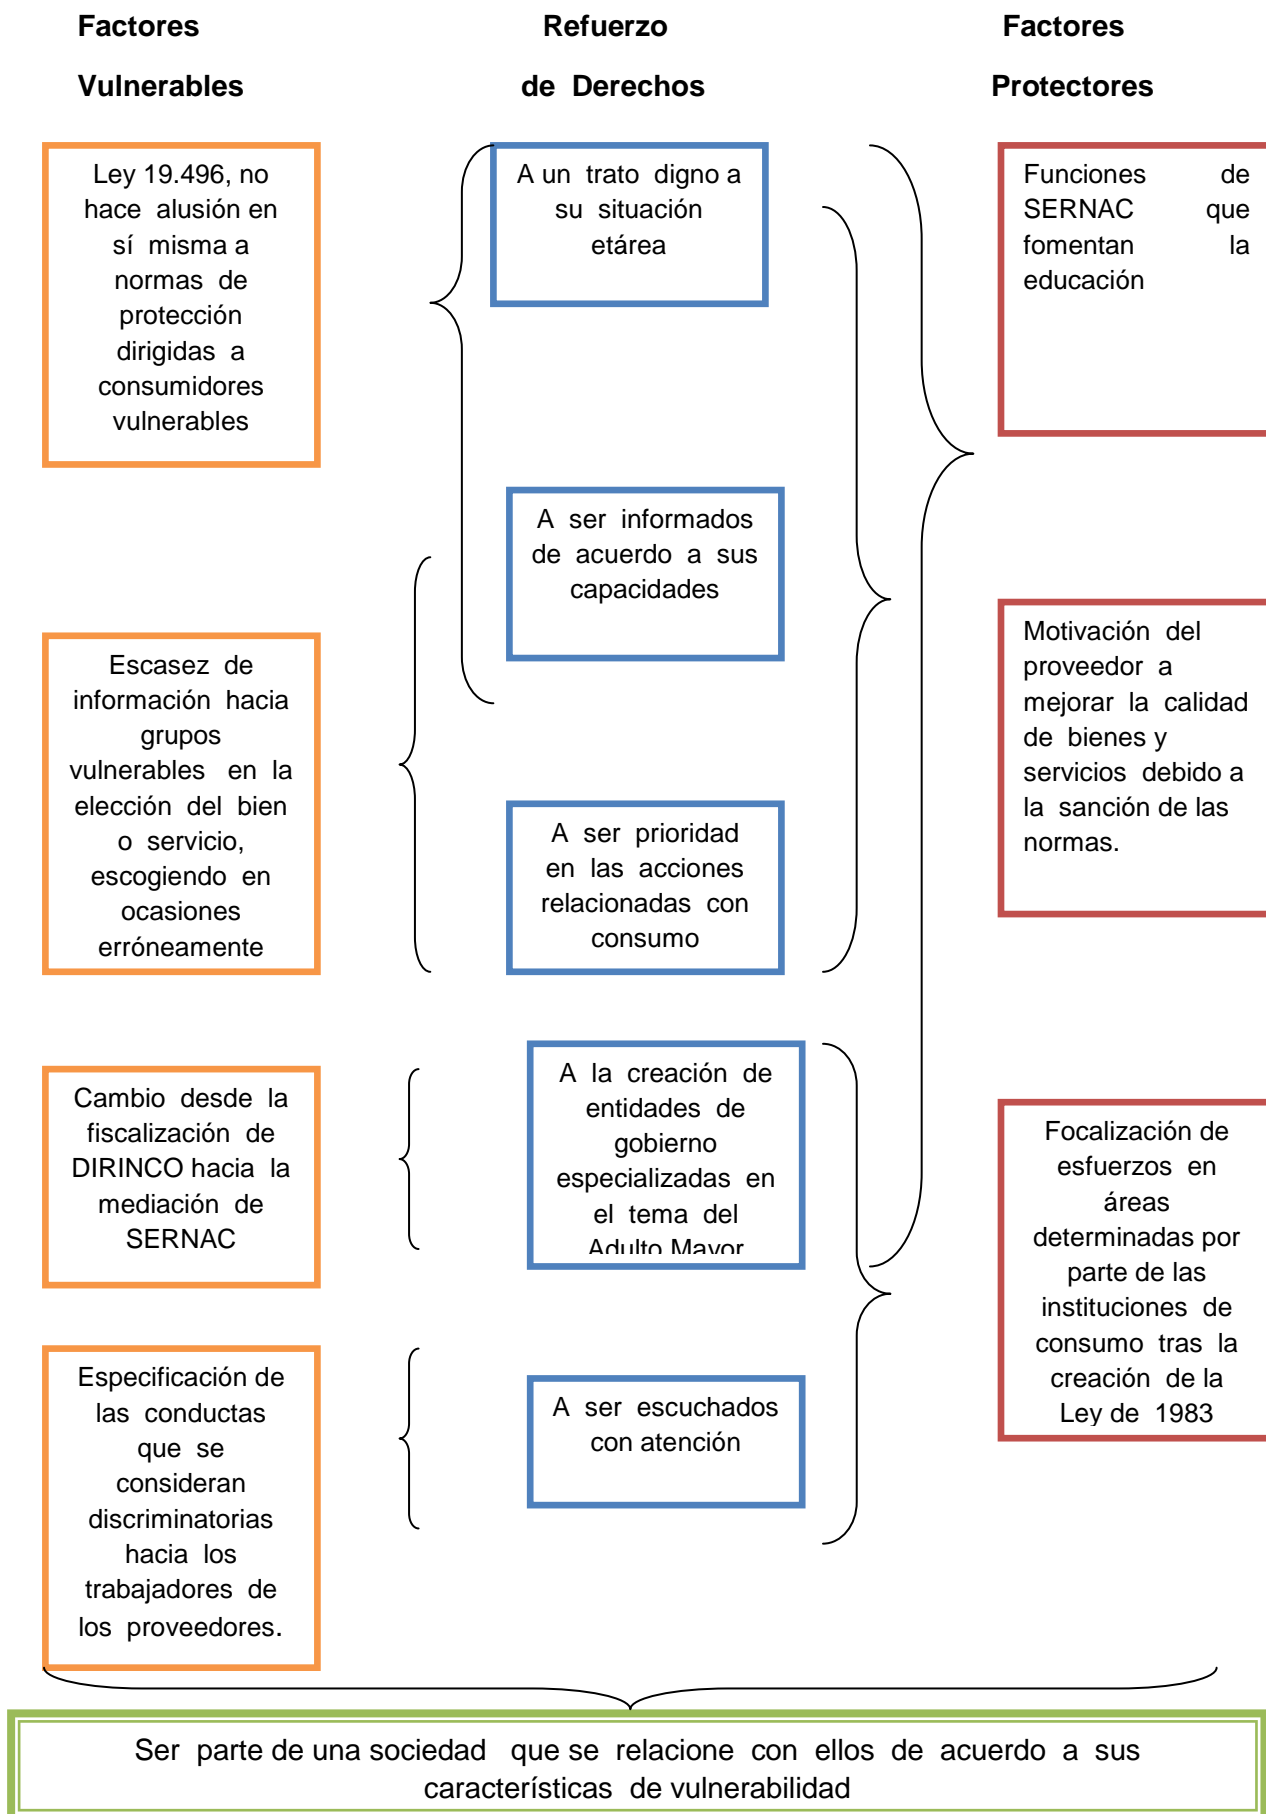 Factores
Vulnerables
Refuerzo
de Derechos
Factores
Protectores
Ley 19.496, no
hace alusión en
sí misma a
normas de
protección
dirigidas a
consumidores
vulnerables
Escasez de
información hacia
grupos
vulnerables en la
elección del bien
o servicio,
escogiendo en
ocasiones
erróneamente
Cambio desde la
fiscalización de
DIRINCO hacia la
mediación de
SERNAC
Especificación de
las conductas
que se
consideran
discriminatorias
hacia los
trabajadores de
los proveedores.
A un trato digno a
su situación
etárea
A ser informados
de acuerdo a sus
capacidades
A ser prioridad
en las acciones
relacionadas con
consumo
A la creación de
entidades de
gobierno
especializadas en
el tema del
Adulto Mayor
A ser escuchados
con atención
Funciones de
SERNAC que
fomentan la
educación
Motivación del
proveedor a
mejorar la calidad
de bienes y
servicios debido a
la sanción de las
normas.
Focalización de
esfuerzos en
áreas
determinadas por
parte de las
instituciones de
consumo tras la
creación de la
Ley de 1983
Ser parte de una sociedad que se relacione con ellos de acuerdo a sus
características de vulnerabilidad